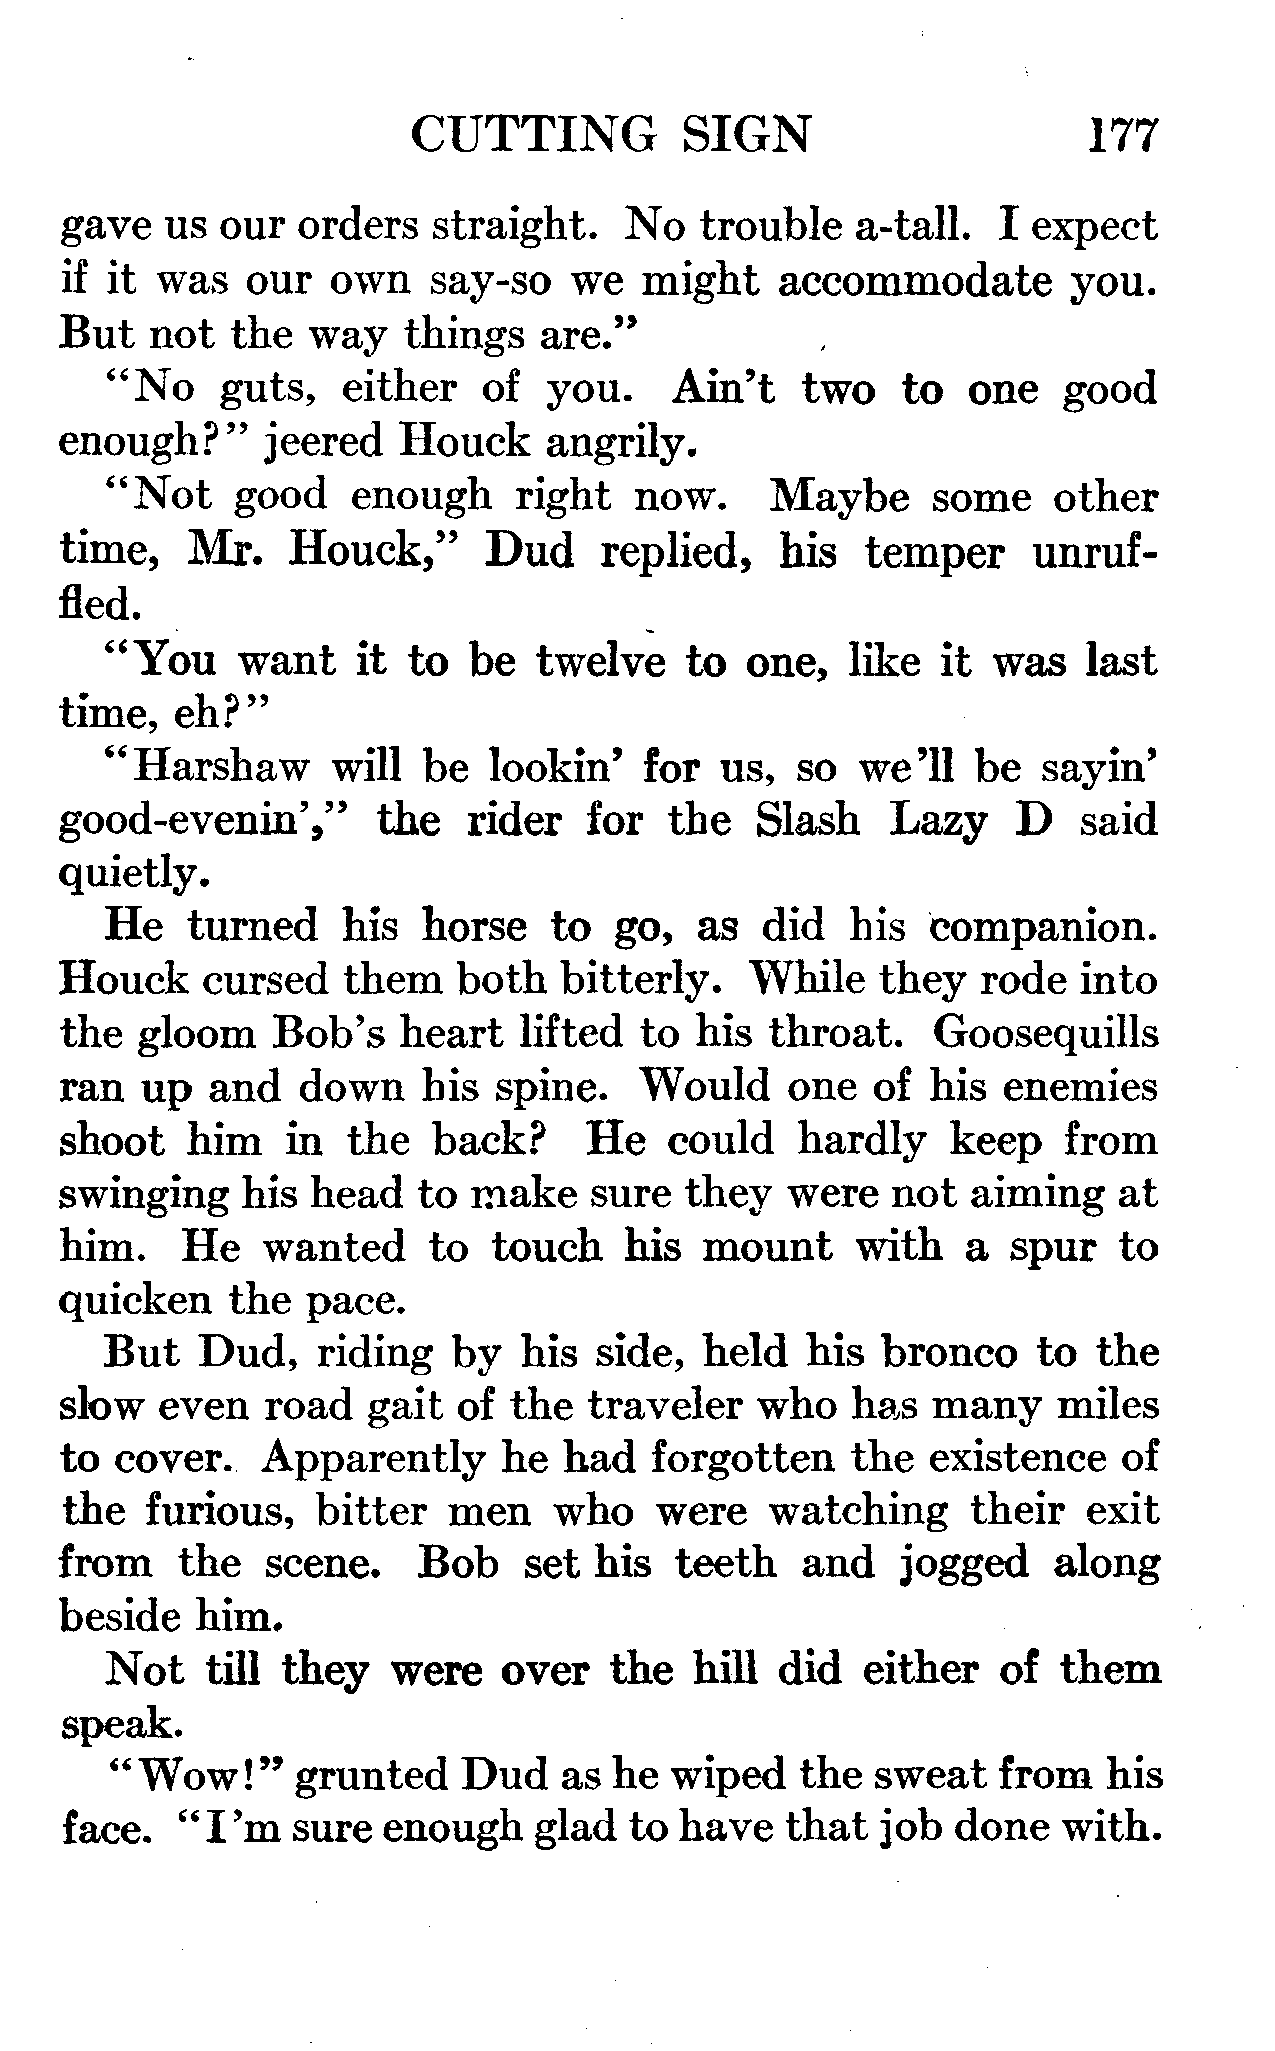 CUTTING SIGN 177
gave us our orders straight. No trouble a-tall. I expect
if it was our own say-so we might accommodate you.
But not the way things are."
"No guts, either of you. Ain't two to one good
enough?" jeered Houck angrily.
"Not good enough right now. Maybe some other
time, Mr. Houck," Dud replied, his temper unruf-
fled.
"You want it to be twelve to one, like it was last
time, eh?"
"Harshaw will be lookin' for us, so we'll be sayin'
good-evenin'," the rider for the Slash Lazy D said
quietly.
He turned his horse to go, as did his companion.
Houck cursed them both bitterly. While they rode into
the gloom Bob's heart lifted to his throat. Goosequills
ran up and down his spine. Would one of his enemies
shoot him in the back? He could hardly keep from
swinging his head to make sure they were not aiming at
him. He wanted to touch his mount with a spur to
quicken the pace.
But Dud, riding by his side, held his bronco to the
slow even road gait of the traveler who has many miles
to cover. Apparently he had forgotten the existence of
the furious, bitter men who were watching their exit
from the scene. Bob set his teeth and jogged along
beside him.
Not till they were over the hill did either of them
speak.
"Wow!" grunted Dud as he wiped the sweat from his
face. "I'm sure enough glad to have that job done with.